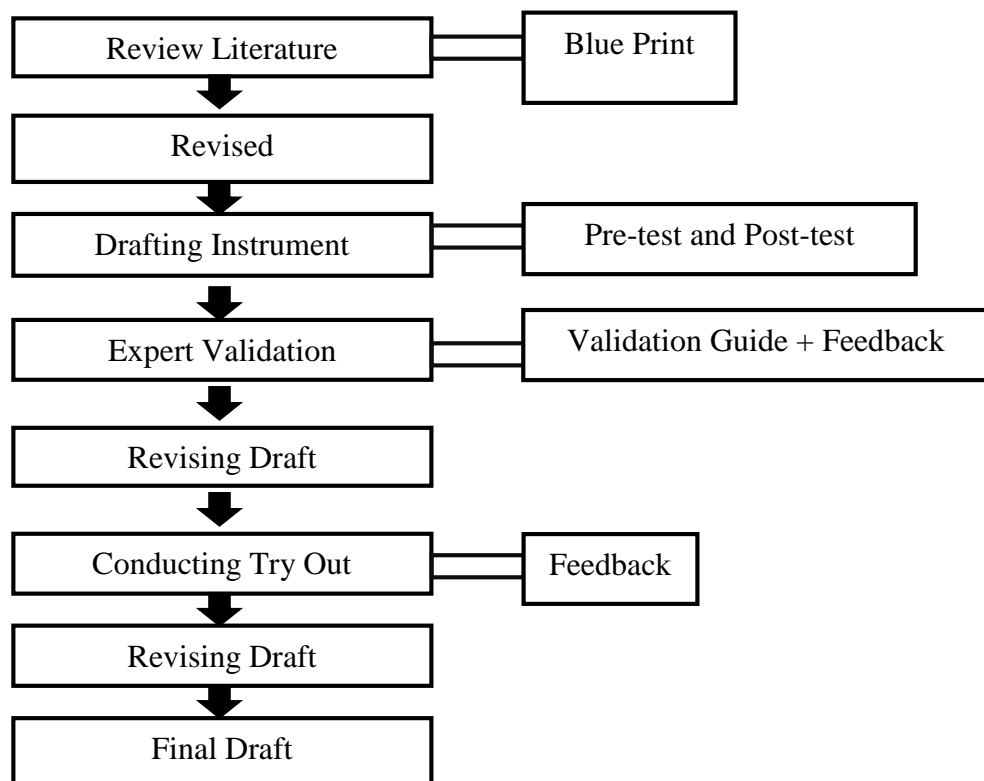 Review Literature
Blue Print
Revised
Drafting Instrument
Pre-test and Post-test
Expert Validation
Validation Guide + Feedback
Revising Draft
Conducting Try Out
Feedback
Revising Draft
Final Draft